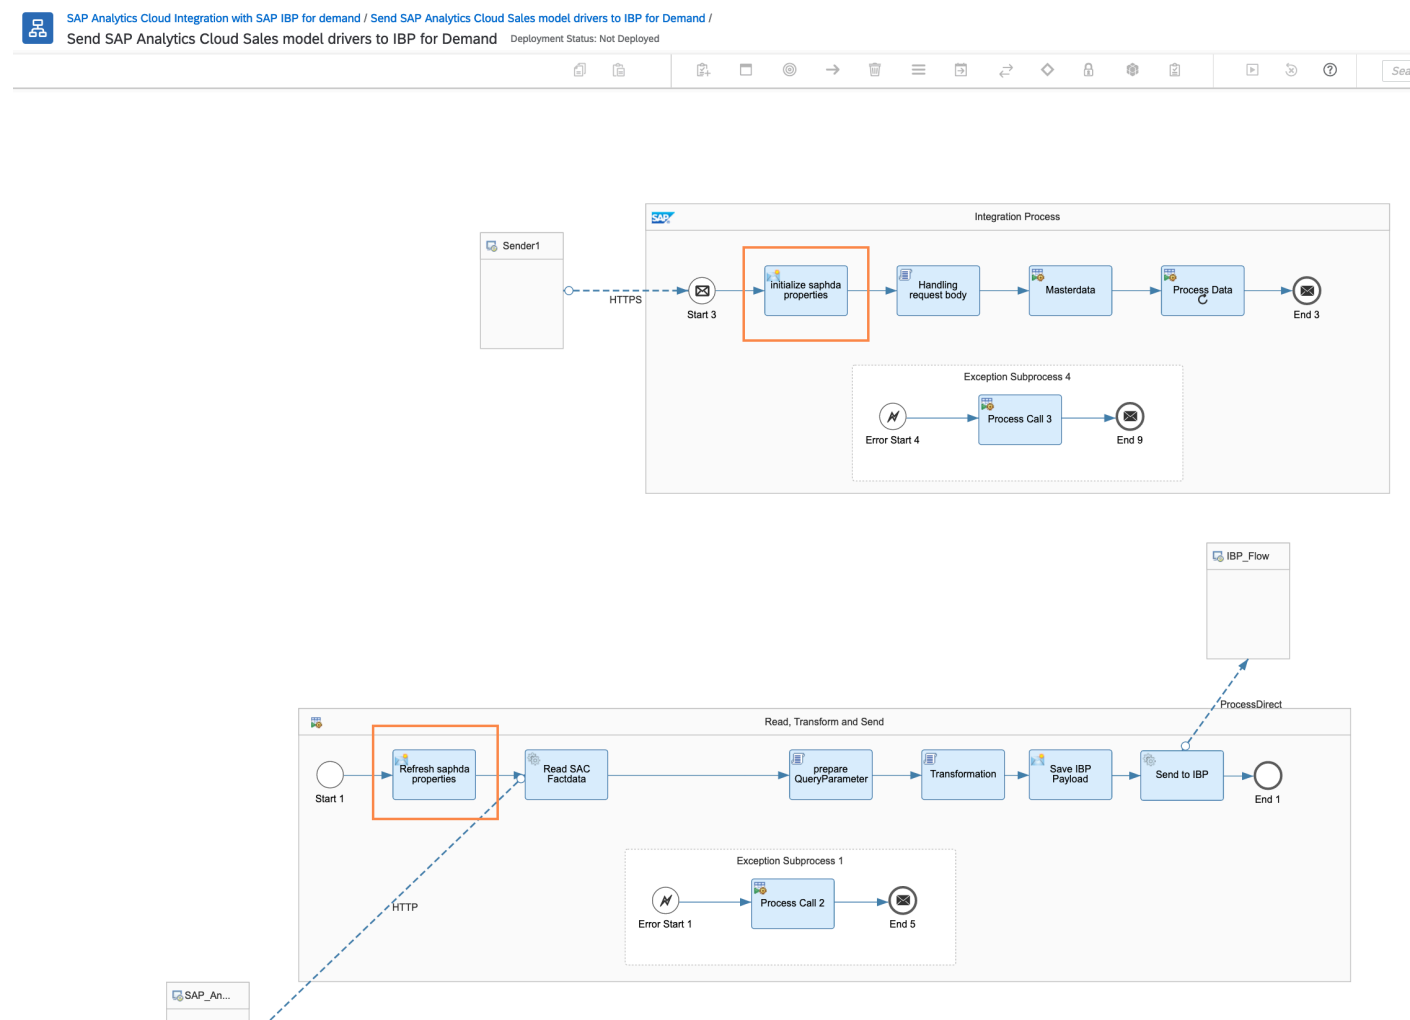 SAP Analytics Cloud Integration with SAP IBP for demand / Send SAP Analytics Cloud Sales model drivers to IBP for Demand /
Send SAP Analytics Cloud Sales model drivers to IBP for Demand Deployment Status: Not Deployed
Sea
SAP
Integration Process
Sender1
HTTPS
Start 3
initialize saphda
properties
Handling
request body
Masterdata
Process Data
End 3
Exception Subprocess 4
Error Start 4
Process Call 3
End 9
IBP_Flow
ProcessDirect
Read, Transform and Send
Start 1
Refresh saphda
properties
Read SAC
Factdata
prepare
QueryParameter
Transformation
Save IBP
Payload
Send to IBP
End 1
Exception Subprocess 1
Error Start 1
Process Call 2
End 5
HTTP
SAP_An...